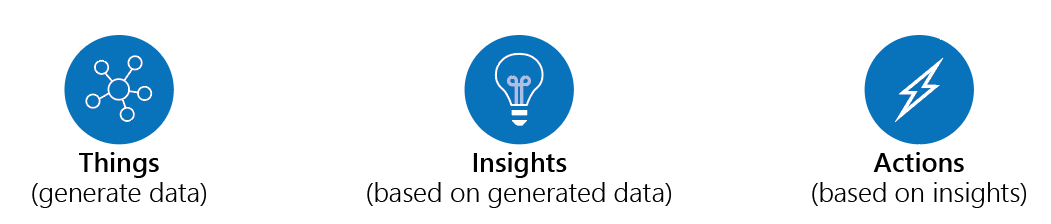 Things
(generate data)
Insights
(based on generated data)
Actions
(based on insights)